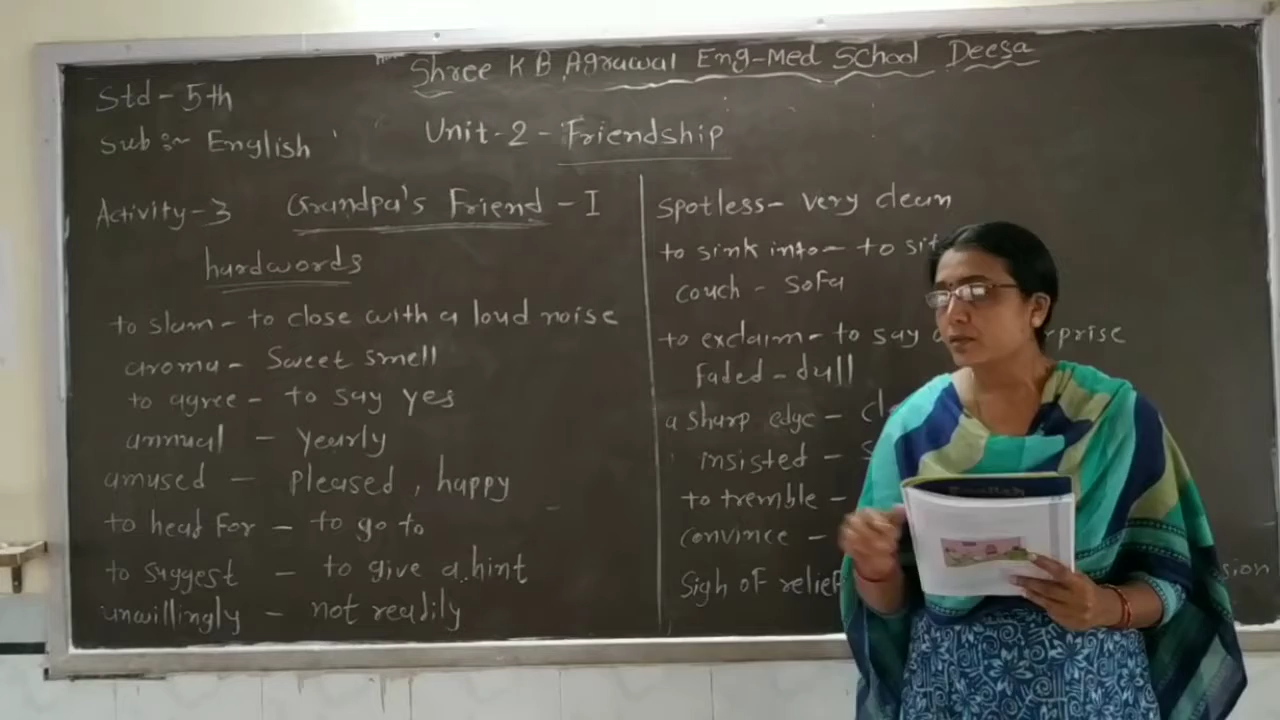 Shree K B Agrawal Eng-Med School Deesa
Std - 5th
Sub :- English
Unit - 2 - Friendship
Activity - 3 Grandpa's Friend - I
hardwords
to slam - to close with a loud noise
aroma - Sweet smell
to agree - to say yes
annual - yearly
amused - pleased, happy
to head for - to go to
to suggest - to give a hint
unwillingly - not readily
spotless - very clean
to sink into - to sit
couch - sofa
to exclaim - to say
faded - dull
a sharp edge -
insisted -
to tremble -
convince -
Sigh of relief
English